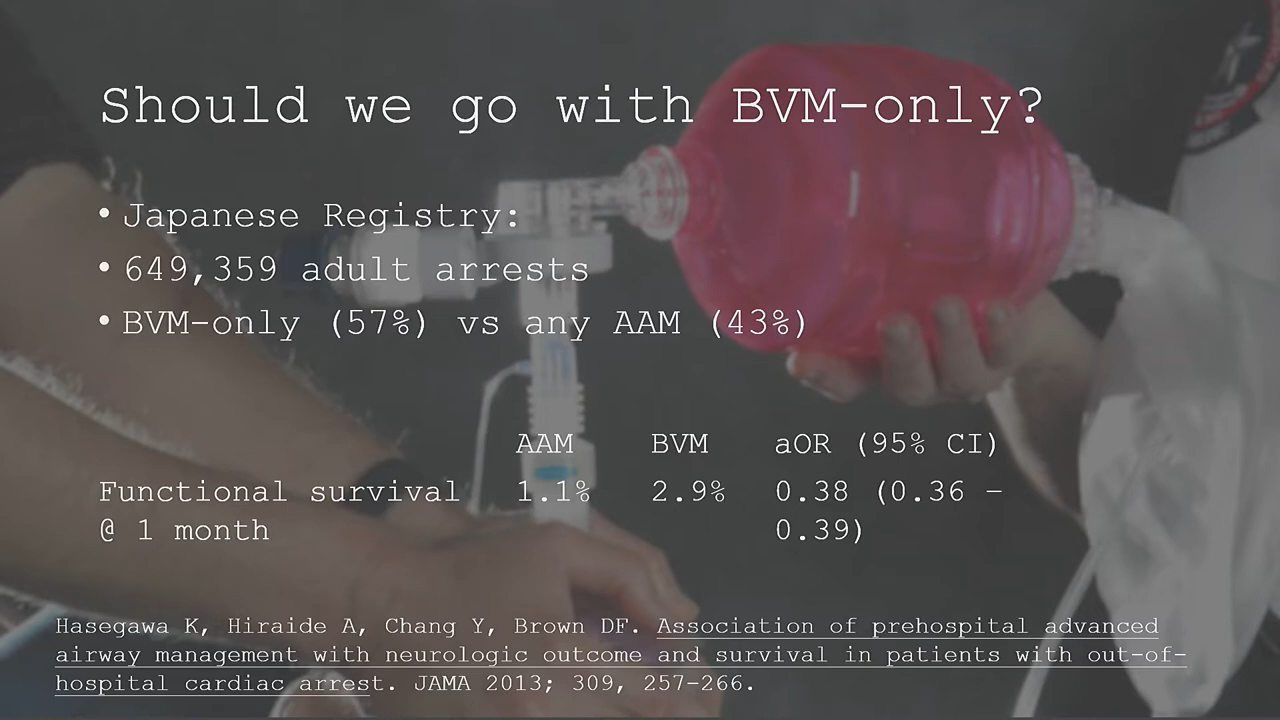 Should we go with BVM-only?
• Japanese Registry:
• 649,359 adult arrests
• BVM-only (57%) vs any AAM (43%)
AAM BVM aOR (95% CI)
Functional survival 1.1% 2.9% 0.38 (0.36 –
@ 1 month 0.39)
Hasegawa K, Hiraide A, Chang Y, Brown DF. Association of prehospital advanced
airway management with neurologic outcome and survival in patients with out-of-
hospital cardiac arrest. JAMA 2013; 309, 257-266.